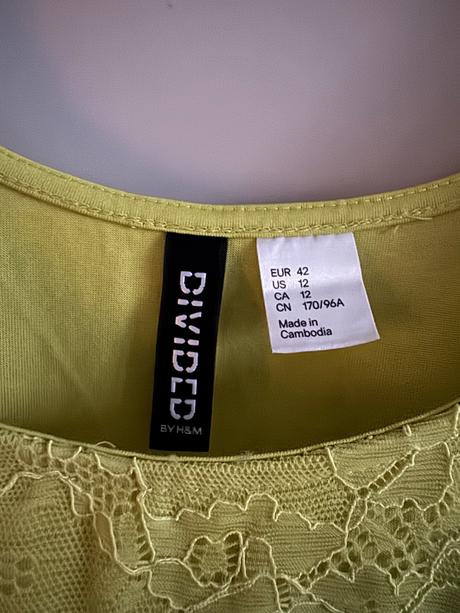 DIVIDED
BY H&M
EUR 42
US 12
CA 12
CN 170/96A
Made in
Cambodia